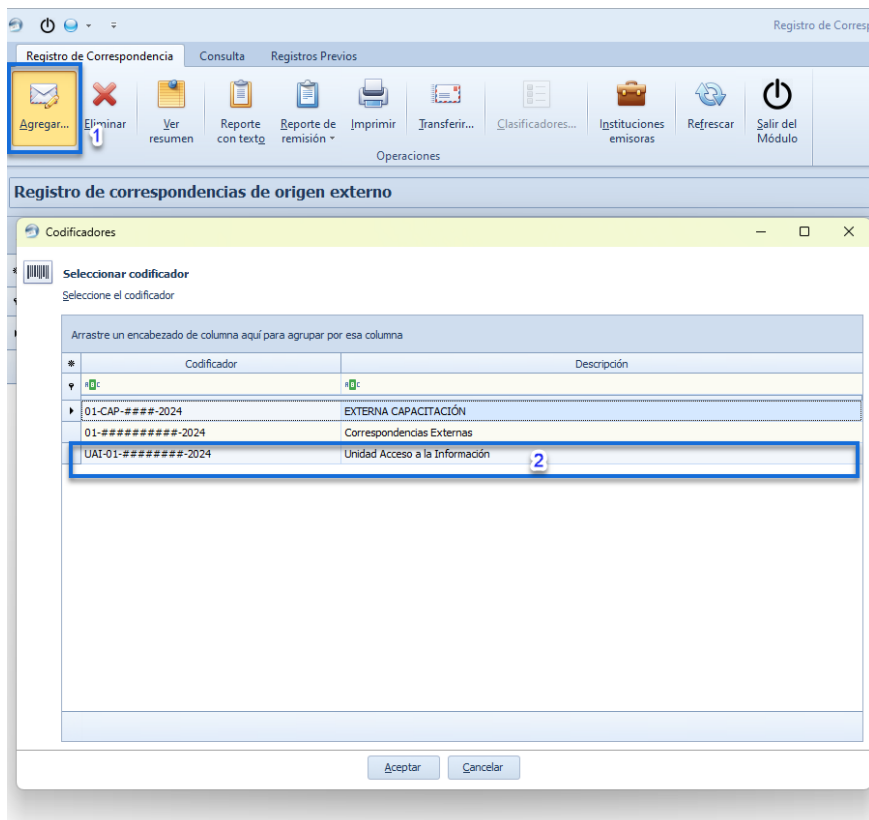 Registro de Corres
Registro de Correspondencia Consulta Registros Previos
Agregar... Eliminar Ver resumen Reporte con texto Reporte de remisión Imprimir Transferir... Clasificadores... Instituciones emisoras Refrescar Salir del Módulo
1
Operaciones
Registro de correspondencias de origen externo
Codificadores
Seleccionar codificador
Seleccione el codificador
Arrastre un encabezado de columna aquí para agrupar por esa columna
Codificador Descripción
01-CAP-####-2024 EXTERNA CAPACITACIÓN
01-##########-2024 Correspondencias Externas
UAI-01-########-2024 Unidad Acceso a la Información
2
Aceptar Cancelar